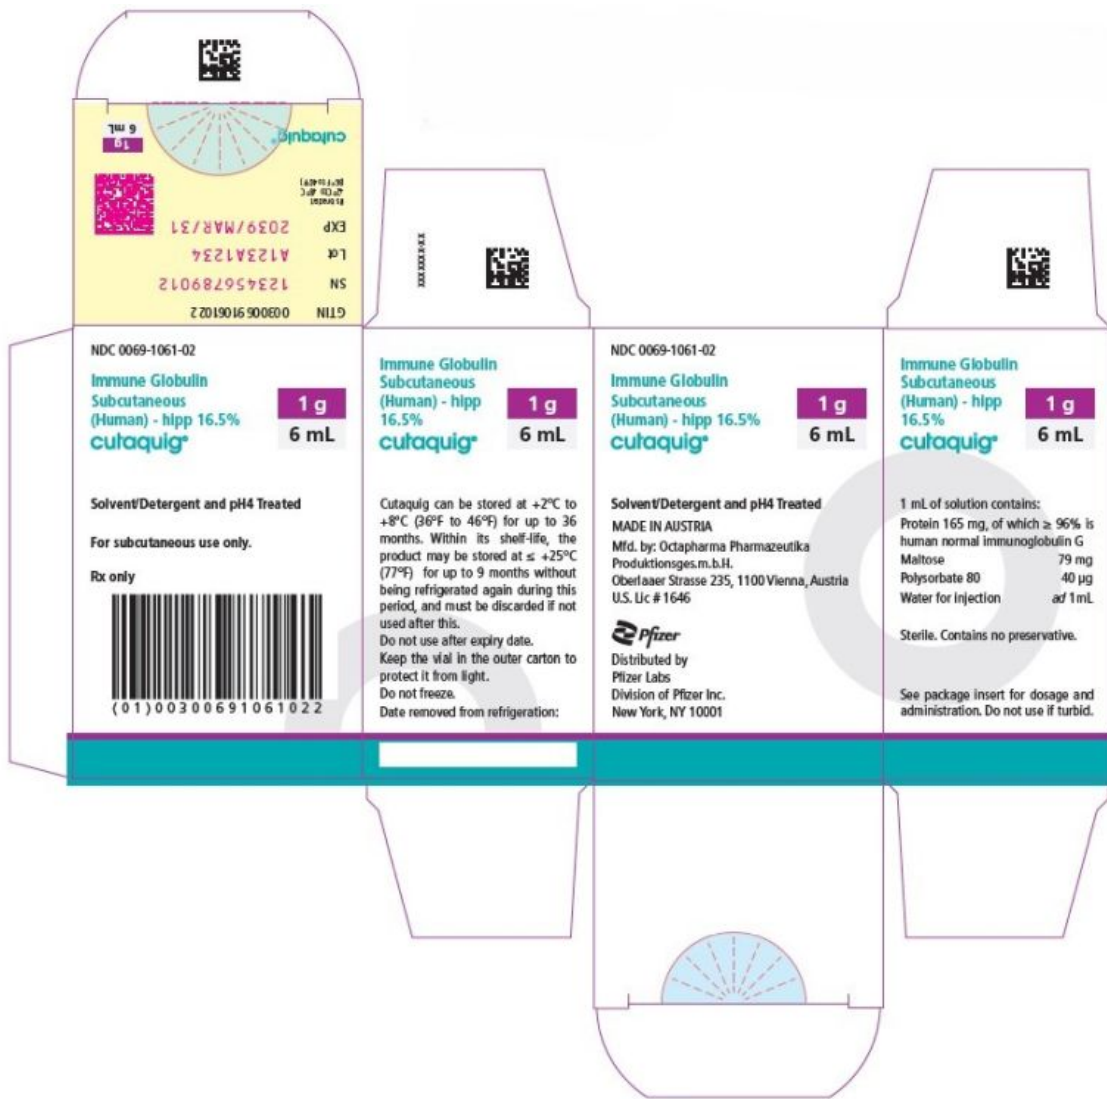 cutaquig®
1g
6 mL
EXP 2039/MAR/31
Lot A123A1234
SN 123456789012
GTIN 00300691061022
XX-XXXXXX
NDC 0069-1061-02
Immune Globulin
Subcutaneous
(Human) - hipp 16.5%
cutaquig®
1 g
6 mL
Solvent/Detergent and pH4 Treated
For subcutaneous use only.
Rx only
(01)00300691061022
Immune Globulin
Subcutaneous
(Human) - hipp
16.5%
cutaquig®
1 g
6 mL
Cutaquig can be stored at +2°C to
+8°C (36°F to 46°F) for up to 36
months. Within its shelf-life, the
product may be stored at ≤ +25°C
(77°F) for up to 9 months without
being refrigerated again during this
period, and must be discarded if not
used after this.
Do not use after expiry date.
Keep the vial in the outer carton to
protect it from light.
Do not freeze.
Date removed from refrigeration:
NDC 0069-1061-02
Immune Globulin
Subcutaneous
(Human) - hipp 16.5%
cutaquig®
1 g
6 mL
Solvent/Detergent and pH4 Treated
MADE IN AUSTRIA
Mfd. by: Octapharma Pharmazeutika
Produktionsges.m.b.H.
Oberlaaer Strasse 235, 1100 Vienna, Austria
U.S. Lic # 1646
Pfizer
Distributed by
Pfizer Labs
Division of Pfizer Inc.
New York, NY 10001
Immune Globulin
Subcutaneous
(Human) - hipp
16.5%
cutaquig®
1 g
6 mL
1 mL of solution contains:
Protein 165 mg, of which ≥ 96% is
human normal immunoglobulin G
Maltose 79 mg
Polysorbate 80 40 µg
Water for injection ad 1mL
Sterile. Contains no preservative.
See package insert for dosage and
administration. Do not use if turbid.